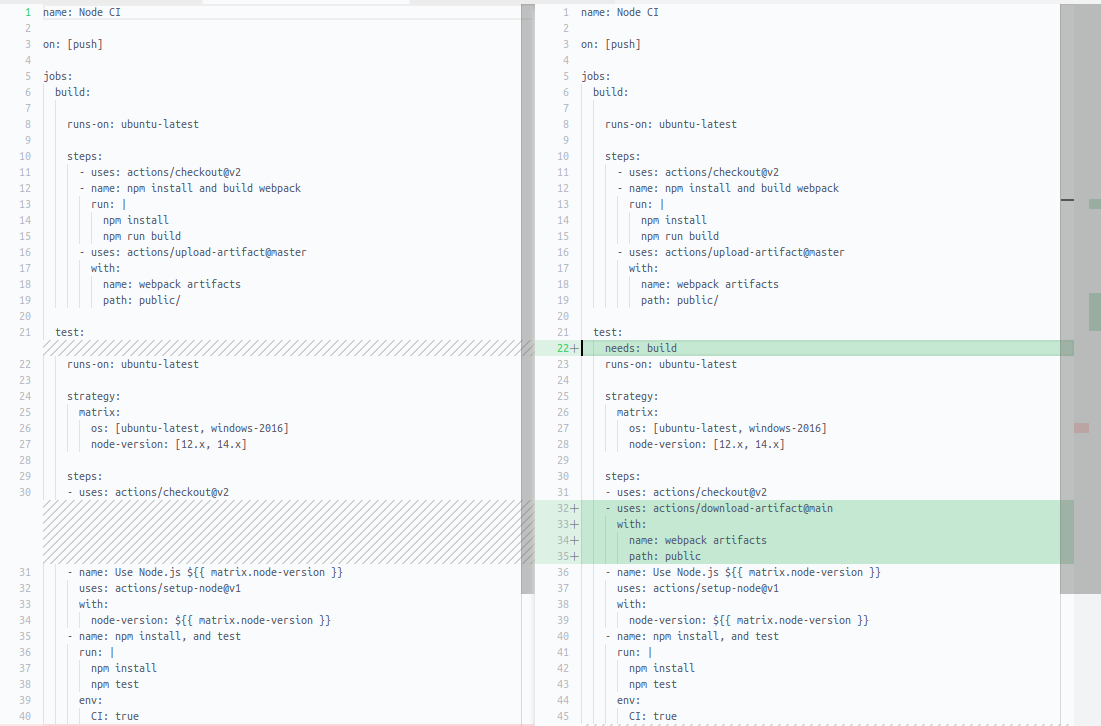 1 name: Node CI
2
3 on: [push]
4
5 jobs:
6   build:
7
8     runs-on: ubuntu-latest
9
10     steps:
11       - uses: actions/checkout@v2
12       - name: npm install and build webpack
13         run: |
14           npm install
15           npm run build
16       - uses: actions/upload-artifact@master
17         with:
18           name: webpack artifacts
19           path: public/
20
21   test:
22     runs-on: ubuntu-latest
23
24     strategy:
25       matrix:
26         os: [ubuntu-latest, windows-2016]
27         node-version: [12.x, 14.x]
28
29     steps:
30     - uses: actions/checkout@v2
31     - name: Use Node.js ${{ matrix.node-version }}
32       uses: actions/setup-node@v1
33       with:
34         node-version: ${{ matrix.node-version }}
35     - name: npm install, and test
36       run: |
37         npm install
38         npm test
39       env:
40         CI: true
1 name: Node CI
2
3 on: [push]
4
5 jobs:
6   build:
7
8     runs-on: ubuntu-latest
9
10     steps:
11       - uses: actions/checkout@v2
12       - name: npm install and build webpack
13         run: |
14           npm install
15           npm run build
16       - uses: actions/upload-artifact@master
17         with:
18           name: webpack artifacts
19           path: public/
20
21   test:
22+     needs: build
23     runs-on: ubuntu-latest
24
25     strategy:
26       matrix:
27         os: [ubuntu-latest, windows-2016]
28         node-version: [12.x, 14.x]
29
30     steps:
31     - uses: actions/checkout@v2
32+     - uses: actions/download-artifact@main
33+       with:
34+         name: webpack artifacts
35+         path: public
36     - name: Use Node.js ${{ matrix.node-version }}
37       uses: actions/setup-node@v1
38       with:
39         node-version: ${{ matrix.node-version }}
40     - name: npm install, and test
41       run: |
42         npm install
43         npm test
44       env:
45         CI: true